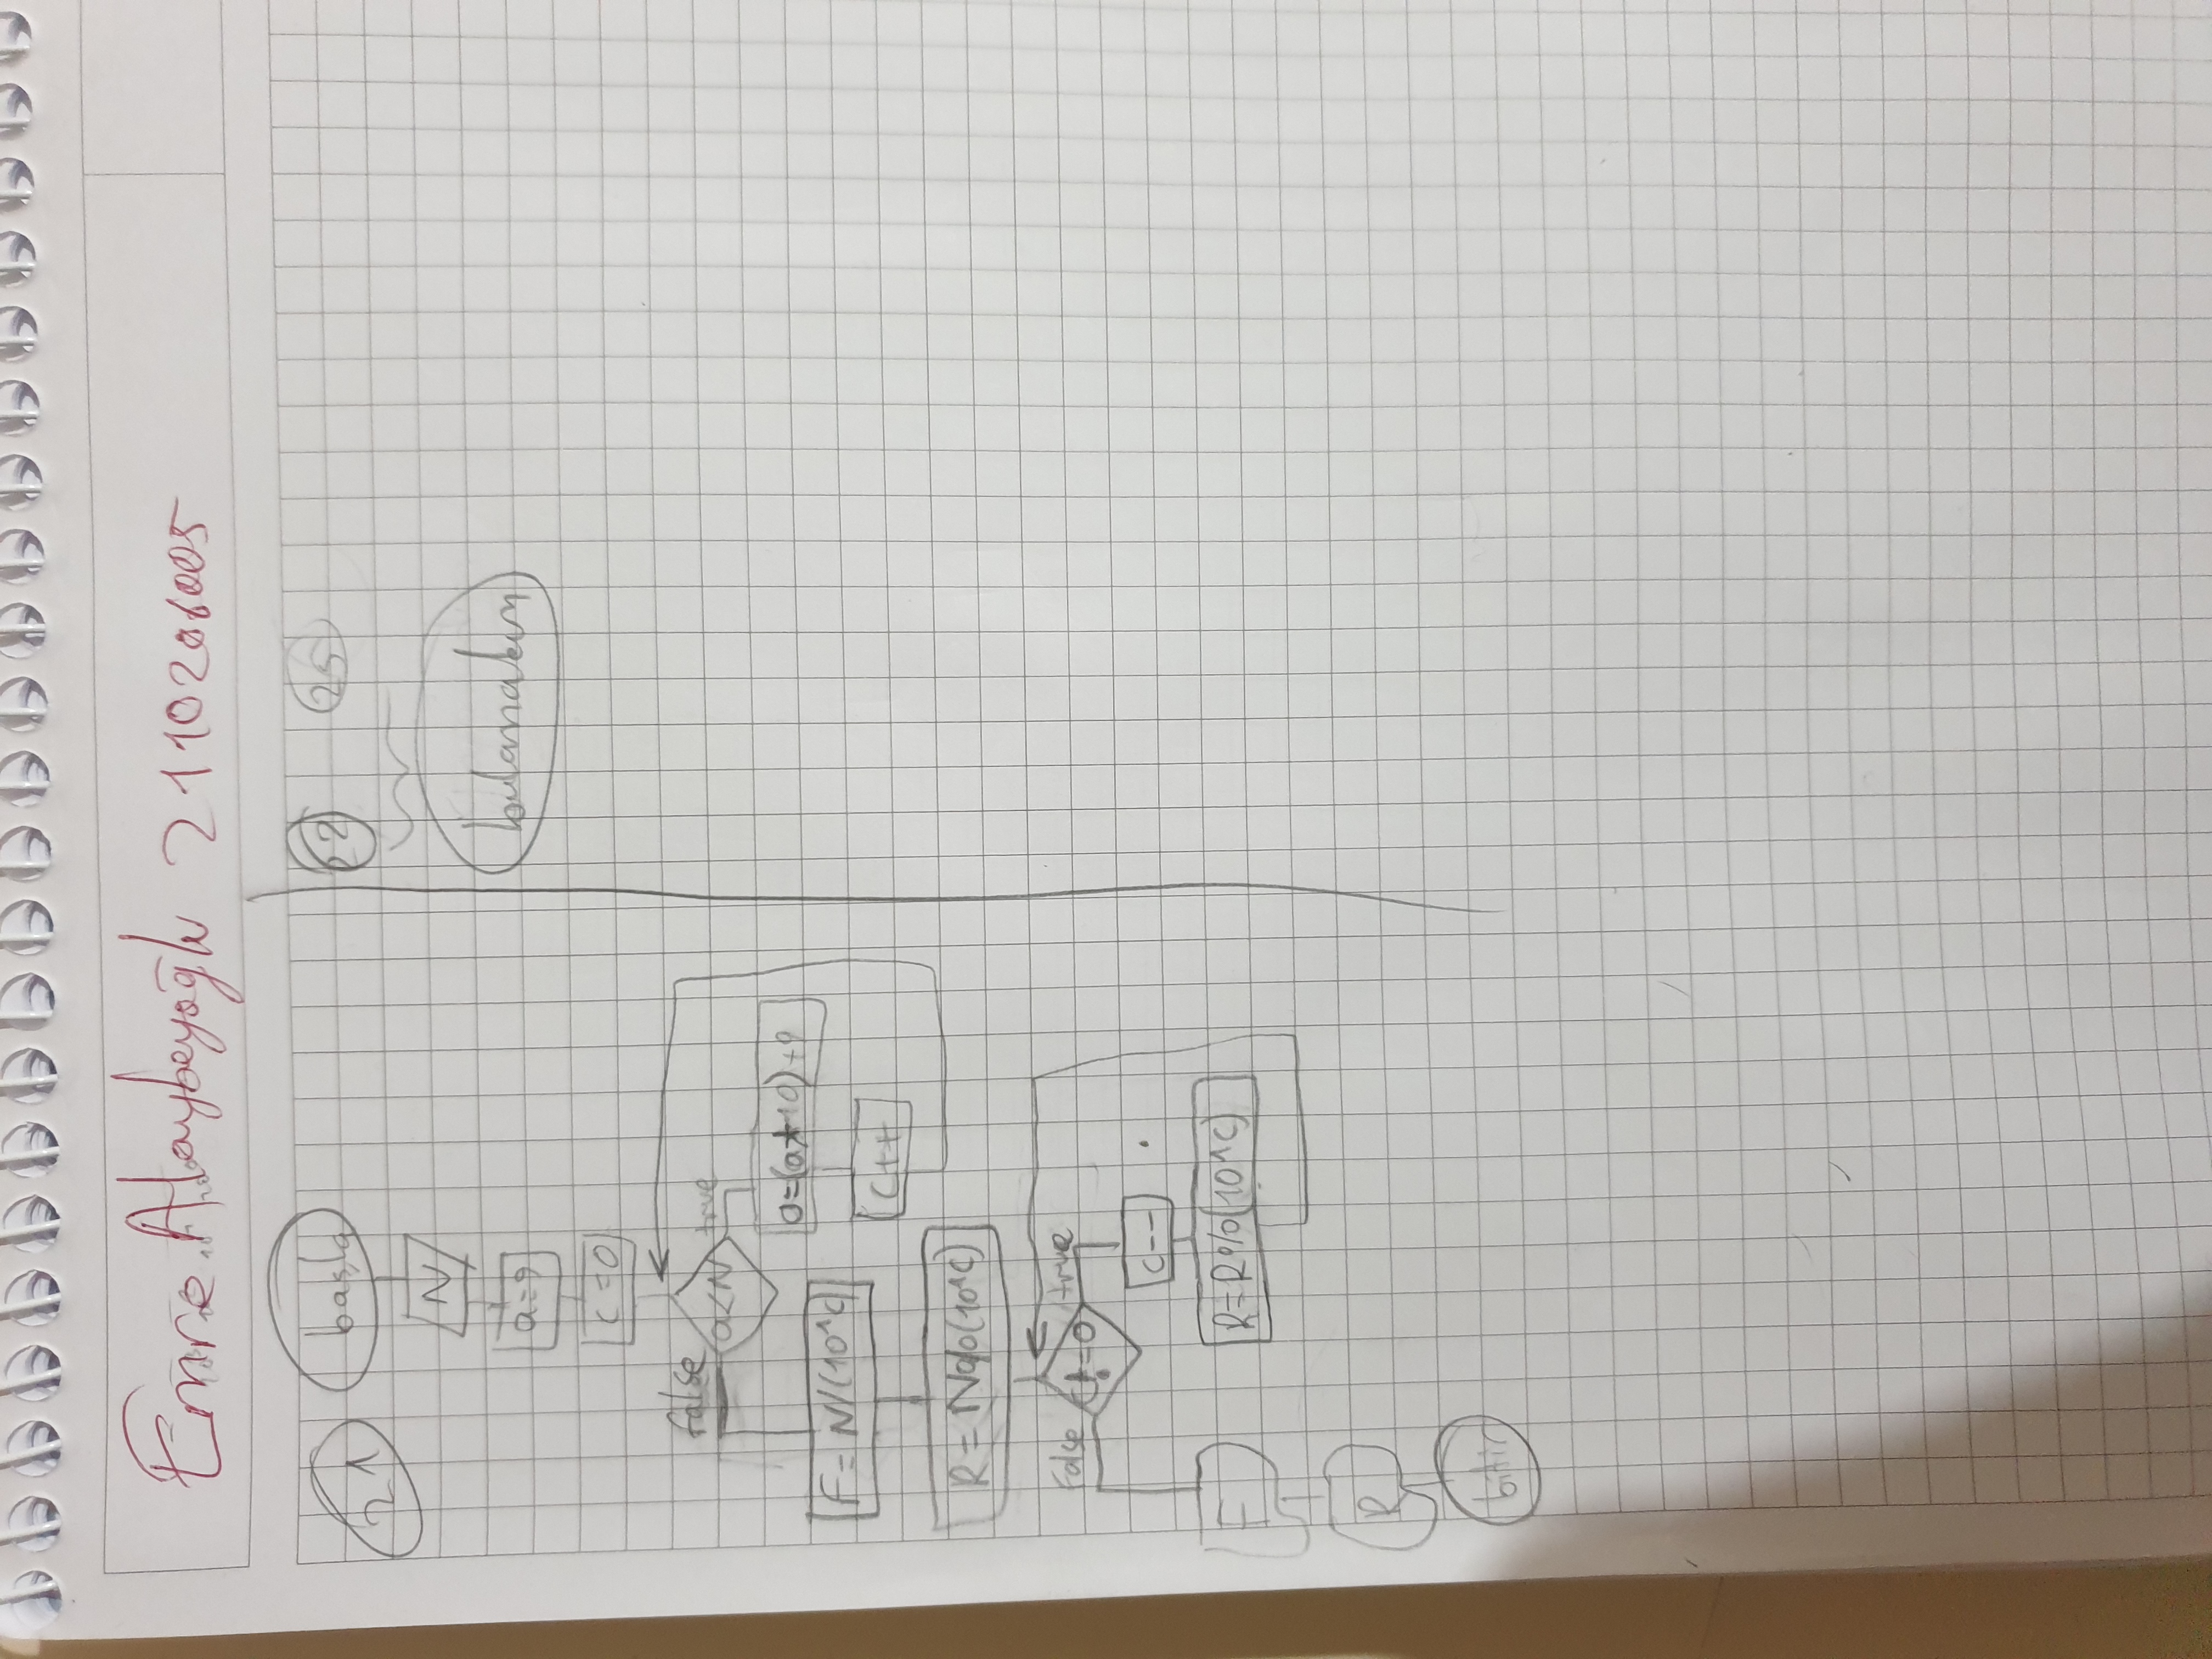 Emre Alaybeyoğlu 2110206005
21
başla
N
a=9
c=0
a<N
false
true
a=(a*10)+9
c++
F=N/(10^c)
R=N%(10^c)
c!=0
False
true
c--
R=R%(10^c)
F
R
bitir
22 25
bulamadım